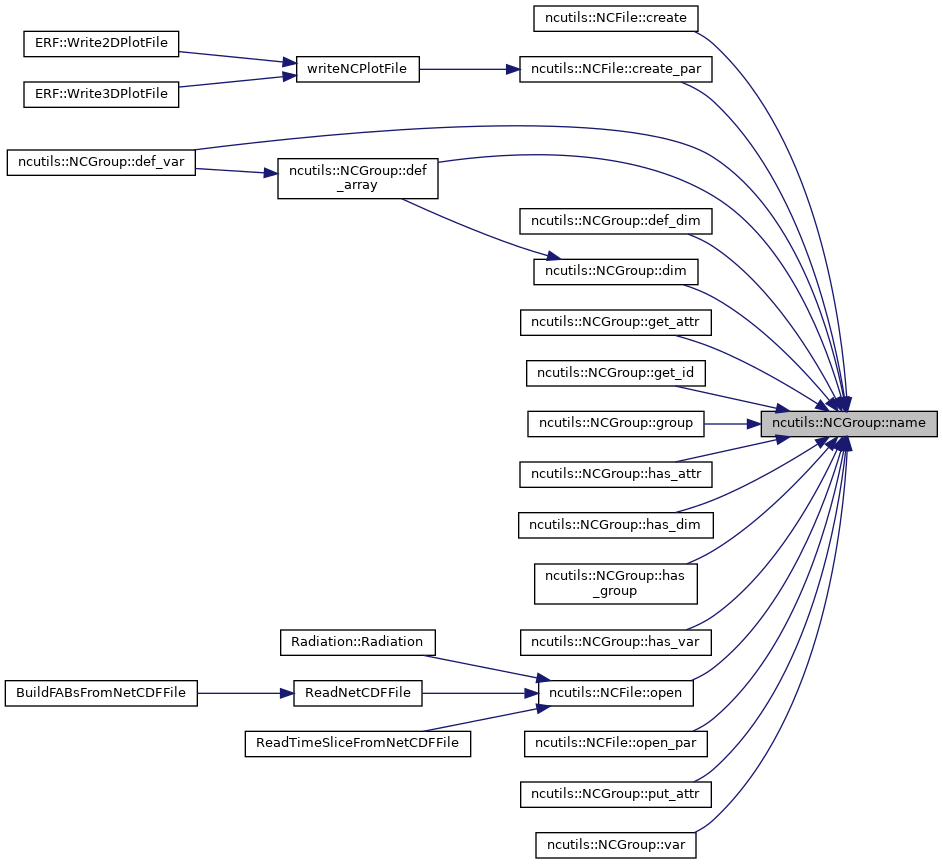 ncutils::NCFile::create
ERF::Write2DPlotFile
writeNCPlotFile
ncutils::NCFile::create_par
ERF::Write3DPlotFile
ncutils::NCGroup::def_var
ncutils::NCGroup::def
_array
ncutils::NCGroup::def_dim
ncutils::NCGroup::dim
ncutils::NCGroup::get_attr
ncutils::NCGroup::get_id
ncutils::NCGroup::group
ncutils::NCGroup::name
ncutils::NCGroup::has_attr
ncutils::NCGroup::has_dim
ncutils::NCGroup::has
_group
ncutils::NCGroup::has_var
Radiation::Radiation
BuildFABsFromNetCDFFile
ReadNetCDFFile
ncutils::NCFile::open
ReadTimeSliceFromNetCDFFile
ncutils::NCFile::open_par
ncutils::NCGroup::put_attr
ncutils::NCGroup::var